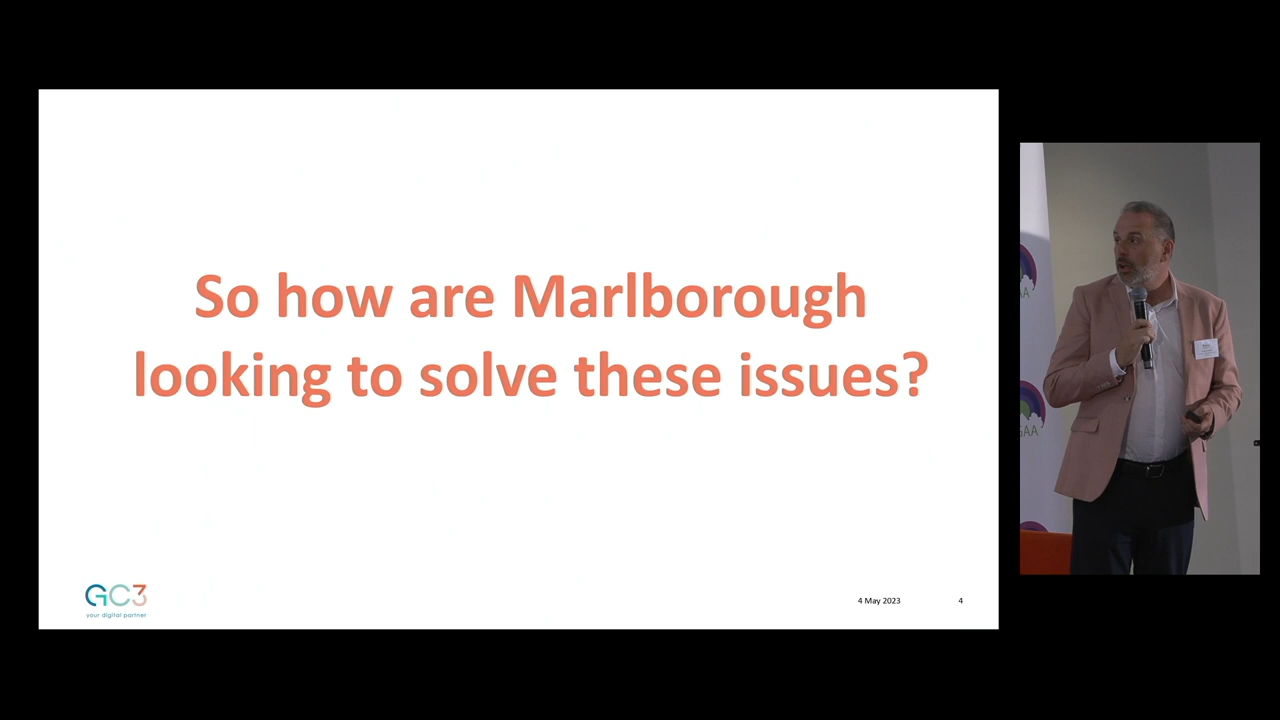 So how are Marlborough
looking to solve these issues?
GC3
your digital partner
4 May 2023
4